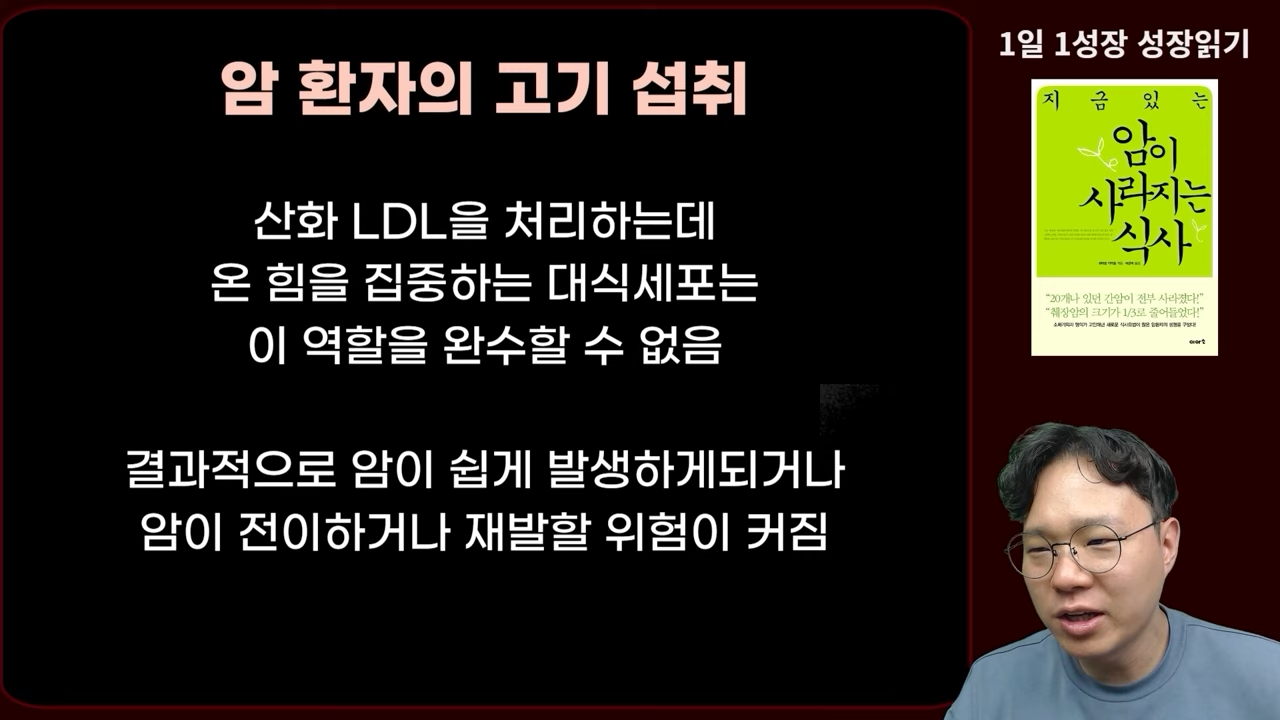 암 환자의 고기 섭취
산화 LDL을 처리하는데
온 힘을 집중하는 대식세포는
이 역할을 완수할 수 없음
결과적으로 암이 쉽게 발생하게되거나
암이 전이하거나 재발할 위험이 커짐
1일 1성장 성장읽기
지금있는
암이
사라지는
식사
“20개나 있던 간암이 전부 사라졌다!”
“췌장암의 크기가 1/3로 줄어들었다!”